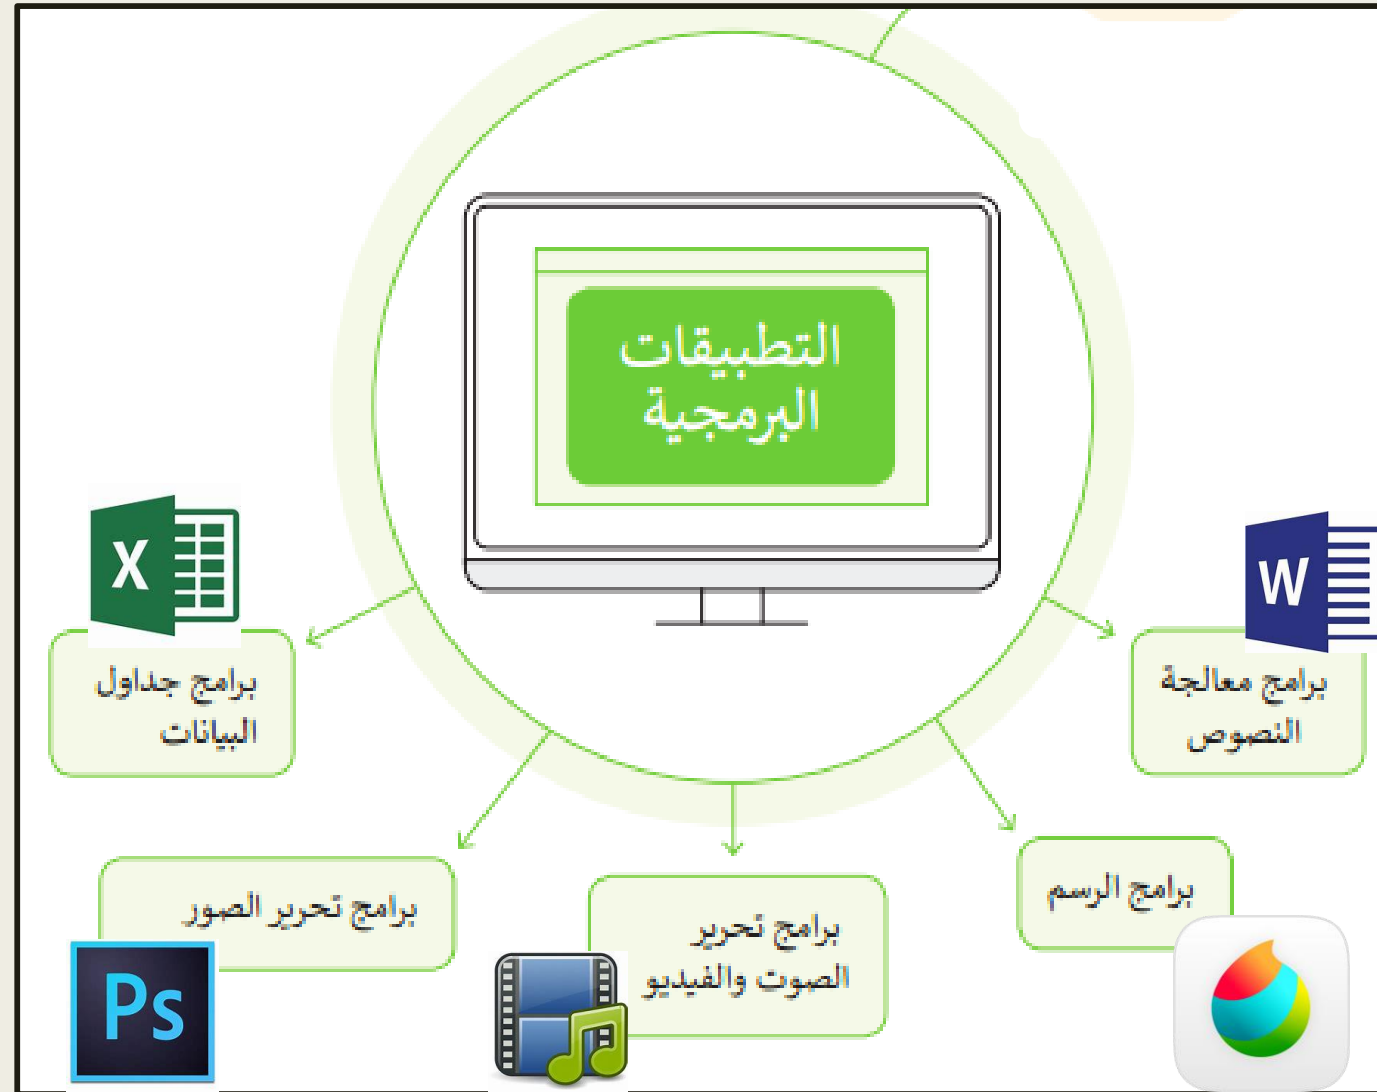 التطبيقات
البرمجية
W
برامج معالجة
النصوص
برامج الرسم
برامج تحرير
الصوت والفيديو
برامج تحرير الصور
Ps
X
برامج جداول
البيانات